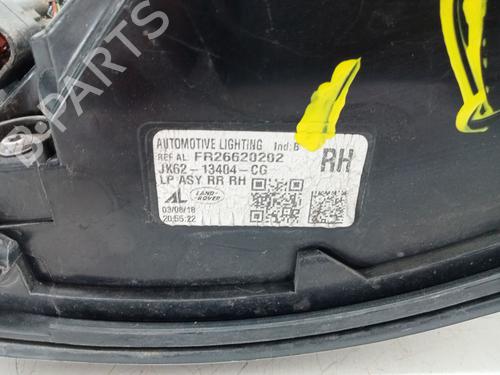 B-PARTS
AUTOMOTIVE LIGHTING Ind:B
REF AL FR26620202
RH
JK62-13404-CG
LP ASY RR RH
AL
LAND-ROVER
03/08/18
20:55:22